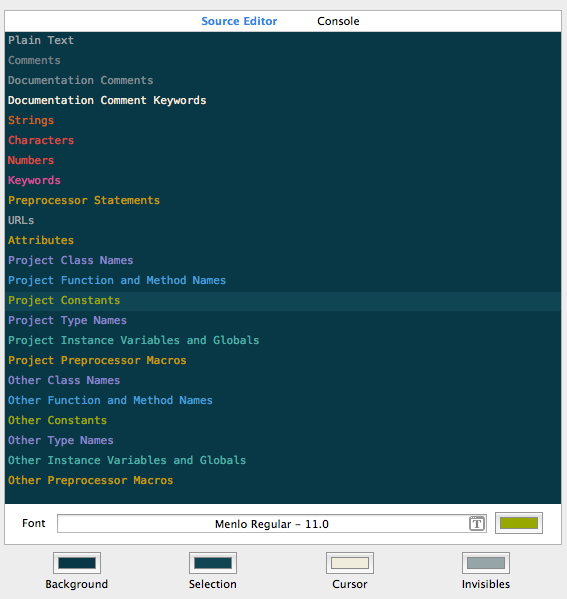 Source Editor Console
Plain Text
Comments
Documentation Comments
Documentation Comment Keywords
Strings
Characters
Numbers
Keywords
Preprocessor Statements
URLs
Attributes
Project Class Names
Project Function and Method Names
Project Constants
Project Type Names
Project Instance Variables and Globals
Project Preprocessor Macros
Other Class Names
Other Function and Method Names
Other Constants
Other Type Names
Other Instance Variables and Globals
Other Preprocessor Macros
Font Menlo Regular - 11.0 T
Background Selection Cursor Invisibles